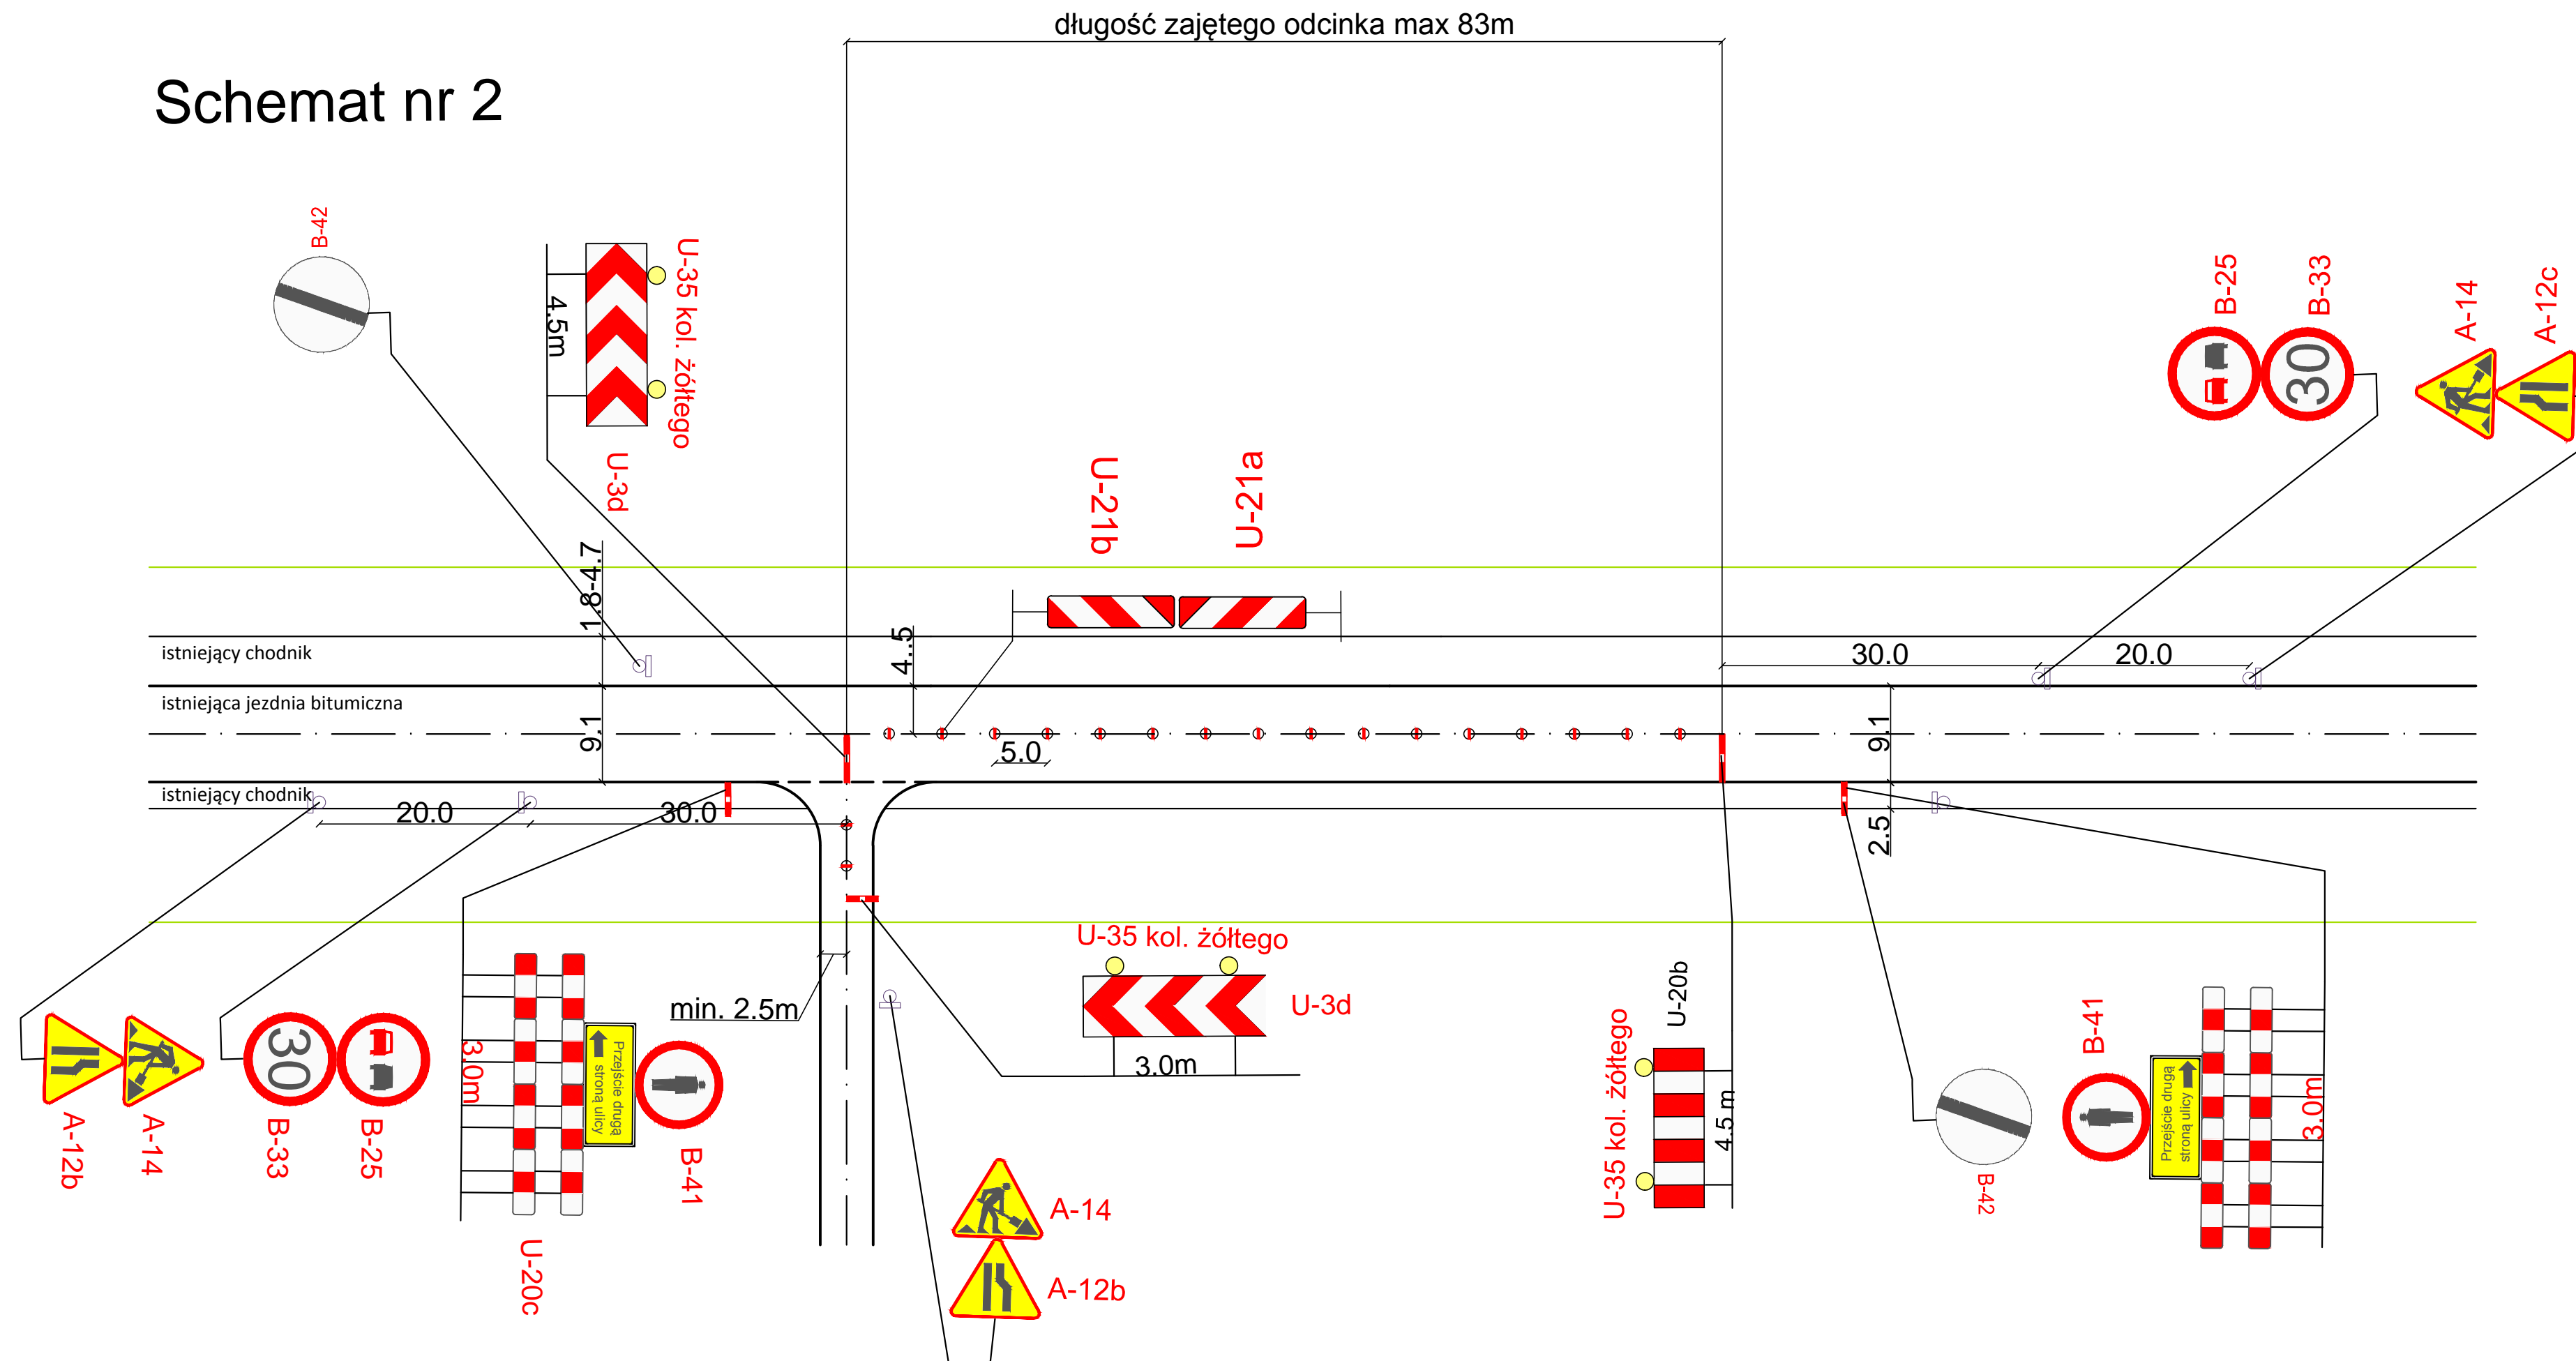 długość zajętego odcinka max 83m
Schemat nr 2
B-42
4.5m
U-35 kol. żółtego
U-3d
U-21b
U-21a
B-25
B-33
30
A-14
A-12c
1.8-4.7
4..5
istniejący chodnik
30.0
20.0
istniejąca jezdnia bitumiczna
9.1
5.0
9.1
istniejący chodnik
20.0
30.0
2.5
min. 2.5m
U-35 kol. żółtego
U-3d
3.0m
A-12b
A-14
30
B-33
B-25
3.0m
U-20c
Przejście drugą
stroną ulicy
B-41
A-14
A-12b
U-35 kol. żółtego
U-20b
4.5 m
B-42
B-41
Przejście drugą
stroną ulicy
3.0m